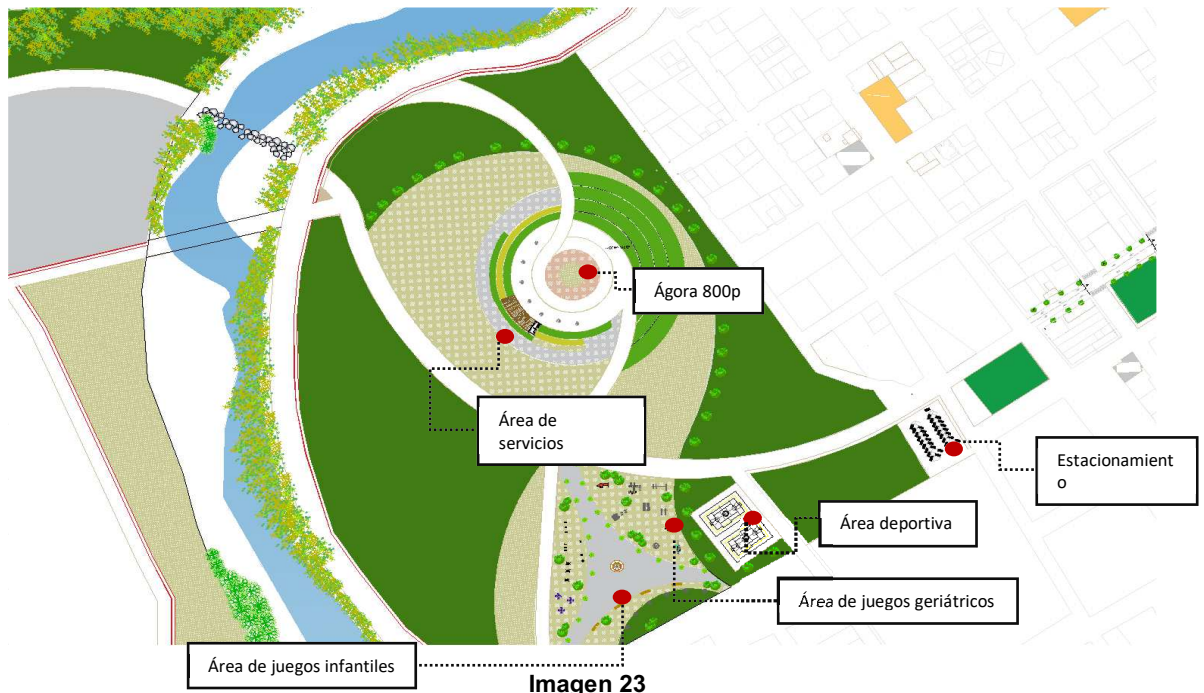 Ágora 800p
Área de
servicios
Estacionamient
o
Área deportiva
Área de juegos geriátricos
Área de juegos infantiles
Imagen 23